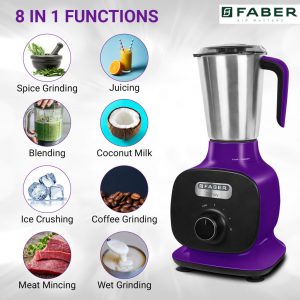 8 IN 1 FUNCTIONS
FABER
Spice Grinding
Juicing
Blending
Coconut Milk
Ice Crushing
Coffee Grinding
Meat Mincing
Wet Grinding
FABER